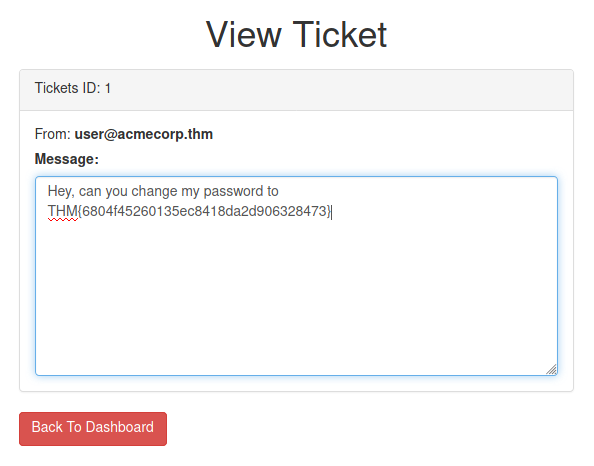 View Ticket
Tickets ID: 1
From: user@acmecorp.thm
Message:
Hey, can you change my password to
THM{6804f45260135ec8418da2d906328473}
Back To Dashboard